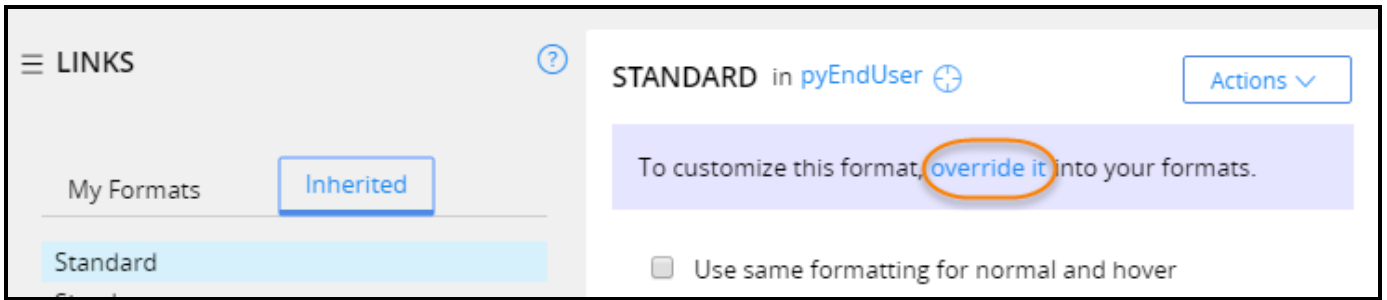 LINKS
?
My Formats
Inherited
Standard
STANDARD in pyEndUser
Actions
To customize this format, override it into your formats.
Use same formatting for normal and hover